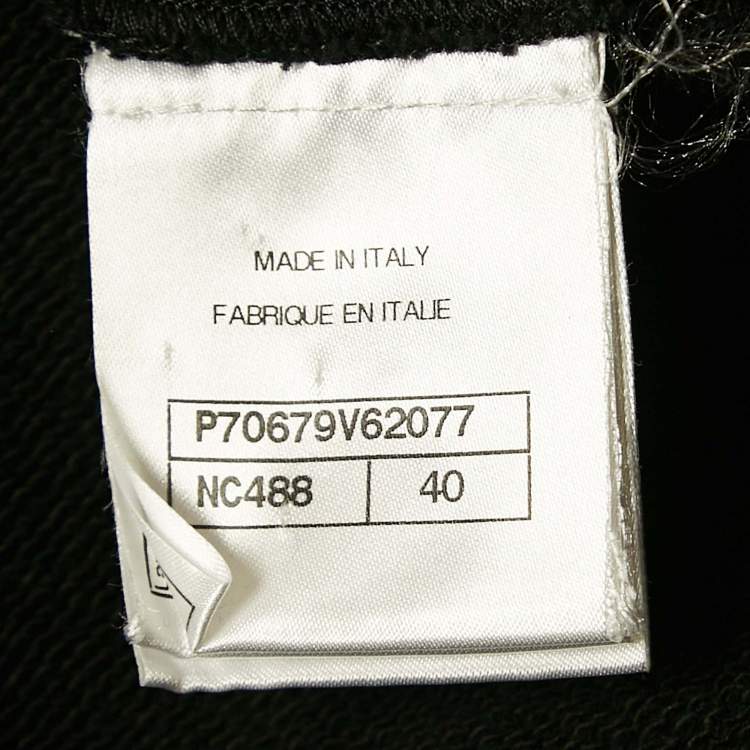 MADE IN ITALY
FABRIQUE EN ITALIE
P70679V62077
NC488 40